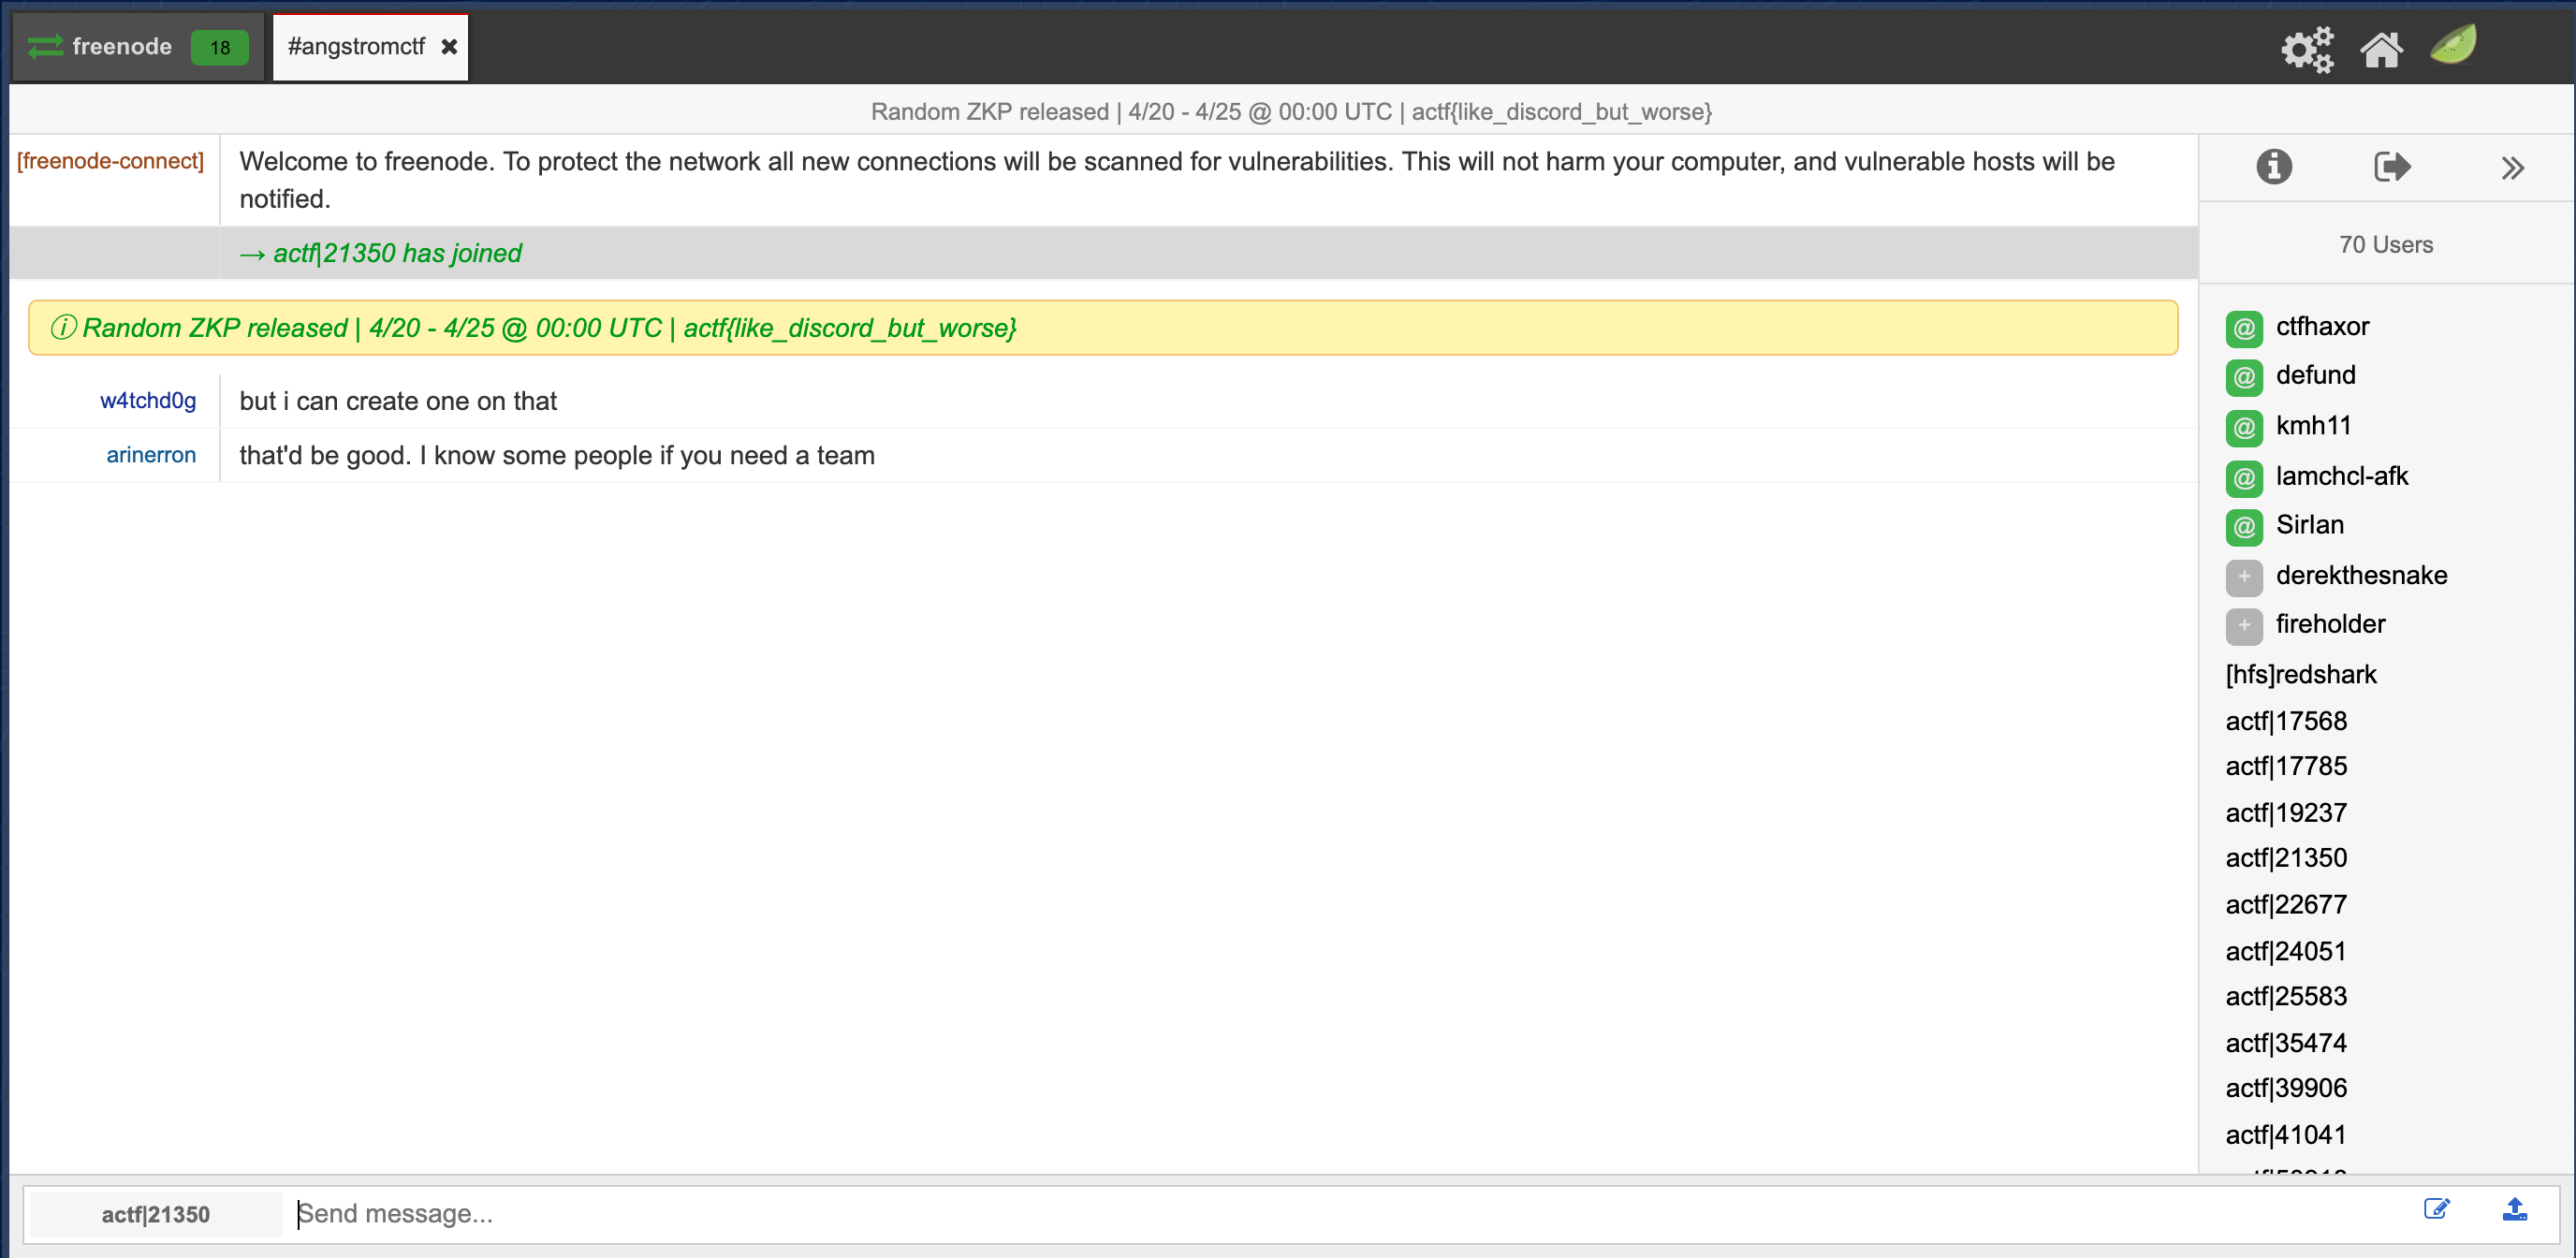 freenode 18 #angstromctf
Random ZKP released | 4/20 - 4/25 @ 00:00 UTC | actf{like_discord_but_worse}
[freenode-connect] Welcome to freenode. To protect the network all new connections will be scanned for vulnerabilities. This will not harm your computer, and vulnerable hosts will be
notified.
→ actf|21350 has joined
Random ZKP released | 4/20 - 4/25 @ 00:00 UTC | actf{like_discord_but_worse}
w4tchd0g but i can create one on that
arinerron that'd be good. I know some people if you need a team
70 Users
@ ctfhaxor
@ defund
@ kmh11
@ lamchcl-afk
@ SirIan
+ derekthesnake
+ fireholder
[hfs]redshark
actf|17568
actf|17785
actf|19237
actf|21350
actf|22677
actf|24051
actf|25583
actf|35474
actf|39906
actf|41041
actf|21350 Send message...